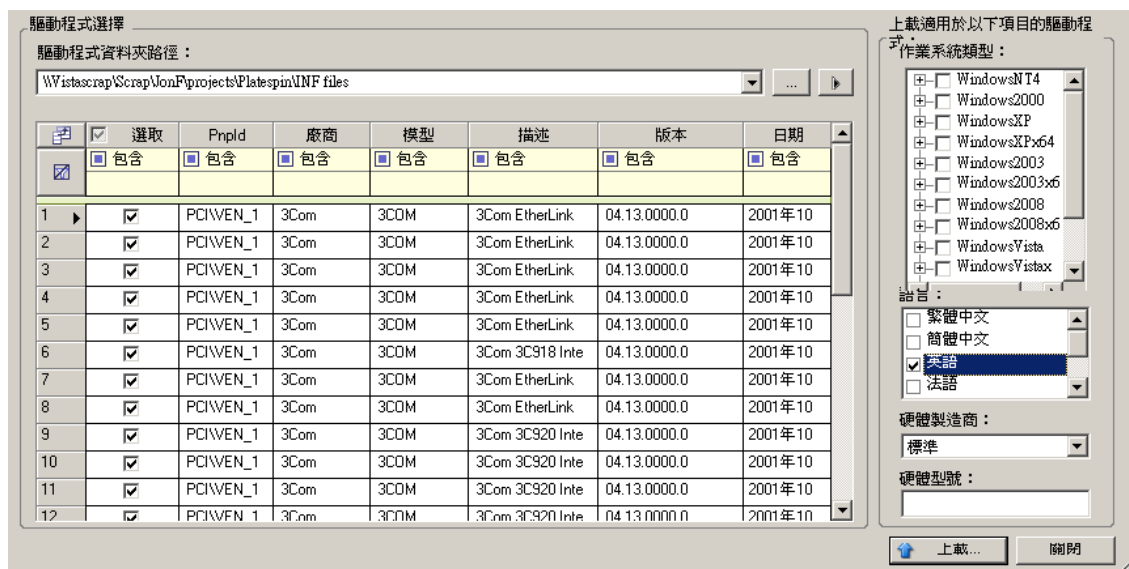 驅動程式選擇
驅動程式資料夾路徑：
\\Vistascrap\Scrap\JonF\projects\Platespin\INF files
...
選取 PnpId 廠商 模型 描述 版本 日期
包含 包含 包含 包含 包含 包含 包含
1 PCI\VEN_1 3Com 3COM 3Com EtherLink 04.13.0000.0 2001年10
2 PCI\VEN_1 3Com 3COM 3Com EtherLink 04.13.0000.0 2001年10
3 PCI\VEN_1 3Com 3COM 3Com EtherLink 04.13.0000.0 2001年10
4 PCI\VEN_1 3Com 3COM 3Com EtherLink 04.13.0000.0 2001年10
5 PCI\VEN_1 3Com 3COM 3Com EtherLink 04.13.0000.0 2001年10
6 PCI\VEN_1 3Com 3COM 3Com 3C918 Inte 04.13.0000.0 2001年10
7 PCI\VEN_1 3Com 3COM 3Com EtherLink 04.13.0000.0 2001年10
8 PCI\VEN_1 3Com 3COM 3Com EtherLink 04.13.0000.0 2001年10
9 PCI\VEN_1 3Com 3COM 3Com 3C920 Inte 04.13.0000.0 2001年10
10 PCI\VEN_1 3Com 3COM 3Com 3C920 Inte 04.13.0000.0 2001年10
11 PCI\VEN_1 3Com 3COM 3Com 3C920 Inte 04.13.0000.0 2001年10
12 PCI\VEN_1 3Com 3COM 3Com 3C920 Inte 04.13.0000.0 2001年10
上載適用於以下項目的驅動程
式：
作業系統類型：
WindowsNT4
Windows2000
WindowsXP
WindowsXPx64
Windows2003
Windows2003x6
Windows2008
Windows2008x6
WindowsVista
WindowsVistax
語言：
繁體中文
簡體中文
英語
法語
硬體製造商：
標準
硬體型號：
上載...
關閉